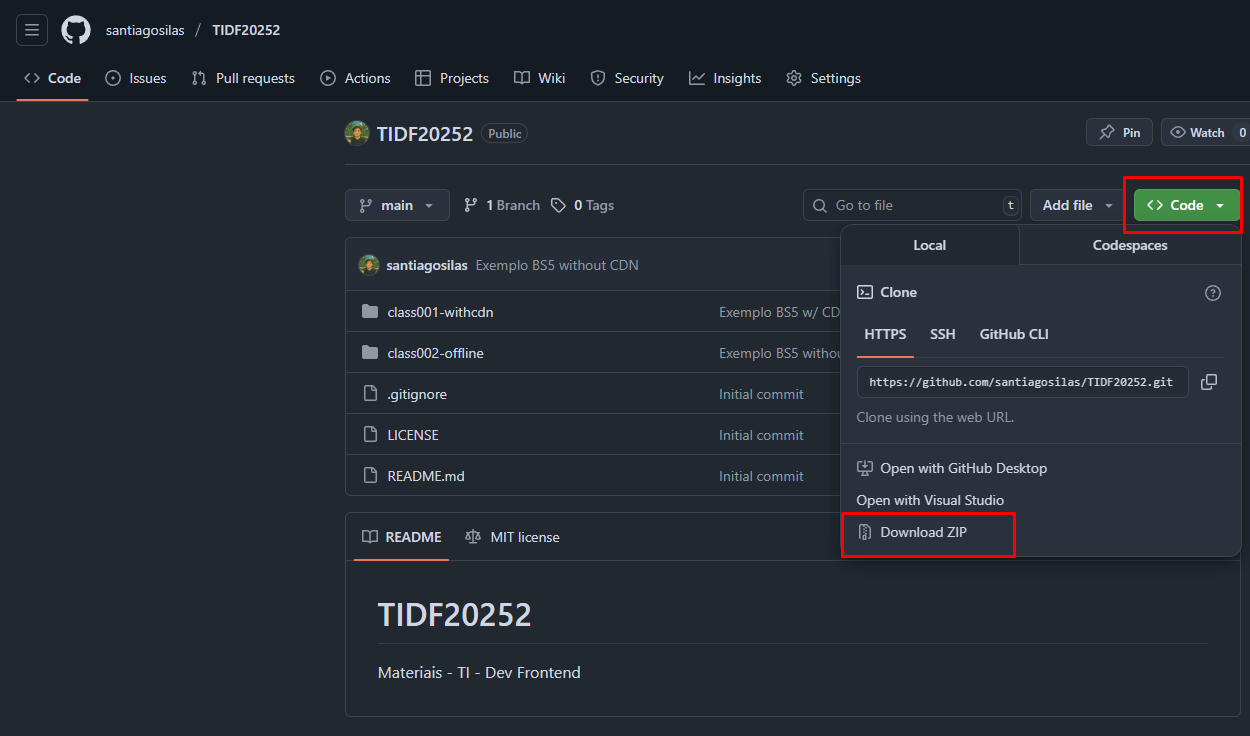 santiagosilas / TIDF20252
Code Issues Pull requests Actions Projects Wiki Security Insights Settings
TIDF20252 Public Pin Watch 0
main 1 Branch 0 Tags Go to file t Add file Code
Local Codespaces
santiagosilas Exemplo BS5 without CDN
Clone
class001-withcdn Exemplo BS5 w/ CD
HTTPS SSH GitHub CLI
class002-offline Exemplo BS5 withou
https://github.com/santiagosilas/TIDF20252.git
.gitignore Initial commit
Clone using the web URL.
LICENSE Initial commit
Open with GitHub Desktop
README.md Initial commit
Open with Visual Studio
Download ZIP
README MIT license
TIDF20252
Materiais - TI - Dev Frontend